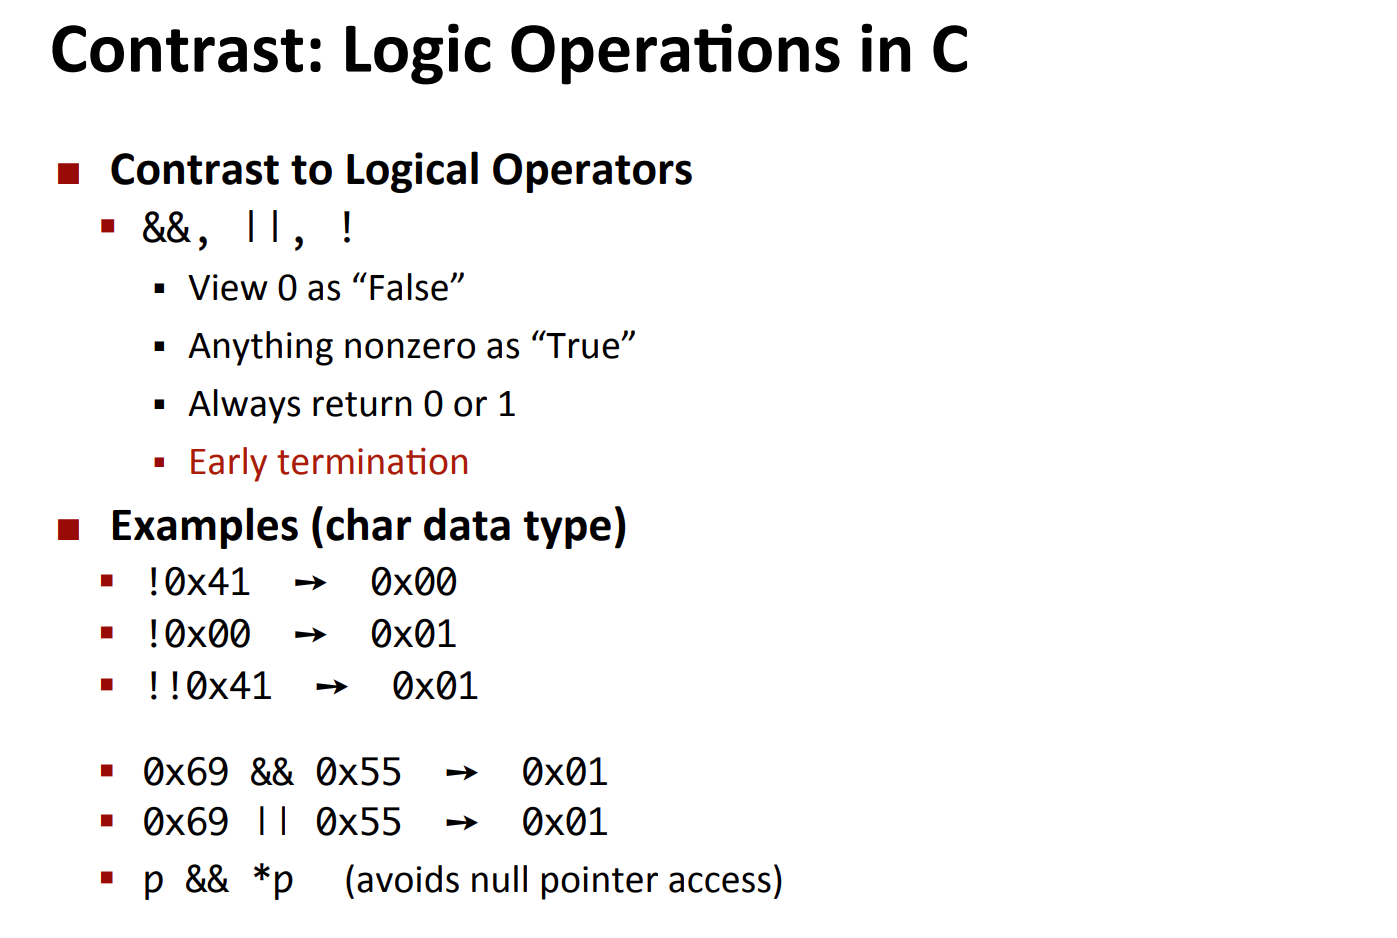 Contrast: Logic Operations in C
Contrast to Logical Operators
&&, ||, !
View 0 as “False”
Anything nonzero as “True”
Always return 0 or 1
Early termination
Examples (char data type)
!0x41 ➙ 0x00
!0x00 ➙ 0x01
!!0x41 ➙ 0x01
0x69 && 0x55 ➙ 0x01
0x69 || 0x55 ➙ 0x01
p && *p (avoids null pointer access)